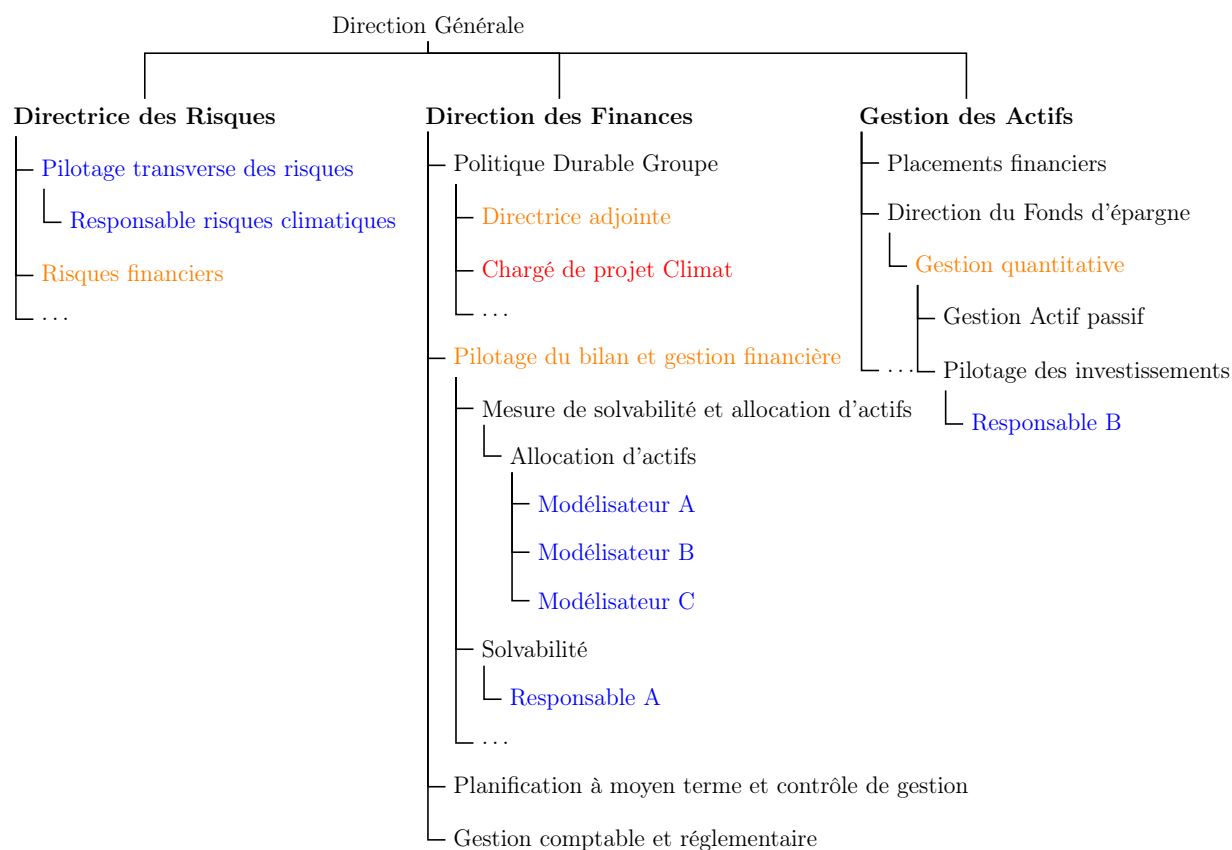 Direction Générale
Directrice des Risques
Pilotage transverse des risques
Responsable risques climatiques
Risques financiers
...
Direction des Finances
Politique Durable Groupe
Directrice adjointe
Chargé de projet Climat
...
Pilotage du bilan et gestion financière
Mesure de solvabilité et allocation d'actifs
Allocation d'actifs
Modélisateur A
Modélisateur B
Modélisateur C
Solvabilité
Responsable A
...
Planification à moyen terme et contrôle de gestion
Gestion comptable et réglementaire
Gestion des Actifs
Placements financiers
Direction du Fonds d'épargne
Gestion quantitative
Gestion Actif passif
Pilotage des investissements
Responsable B
...